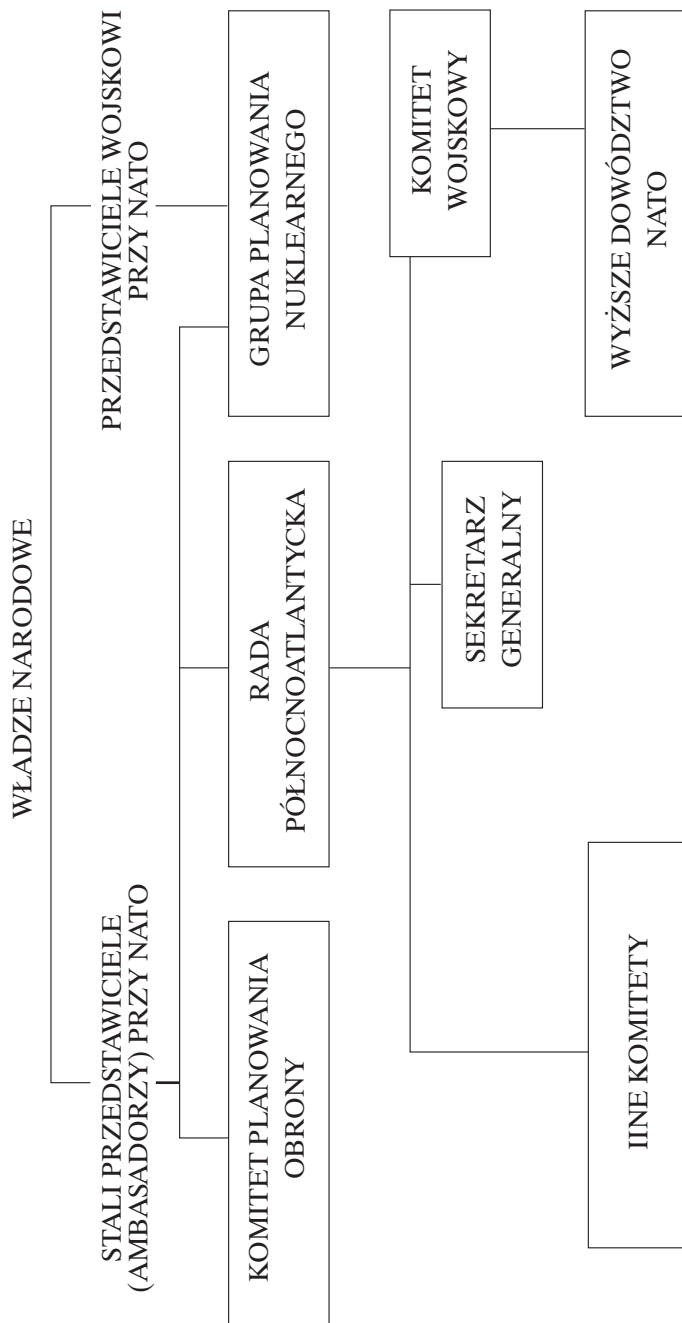 WŁADZE NARODOWE
STALI PRZEDSTAWICIELE
(AMBASADORZY) PRZY NATO
PRZEDSTAWICIELE WOJSKOWI
PRZY NATO
KOMITET PLANOWANIA
OBRONY
RADA
PÓŁNOCNOATLANTYCKA
GRUPA PLANOWANIA
NUKLEARNEGO
KOMITET
WOJSKOWY
SEKRETARZ
GENERALNY
IINE KOMITETY
WYŻSZE DOWÓDZTWO
NATO